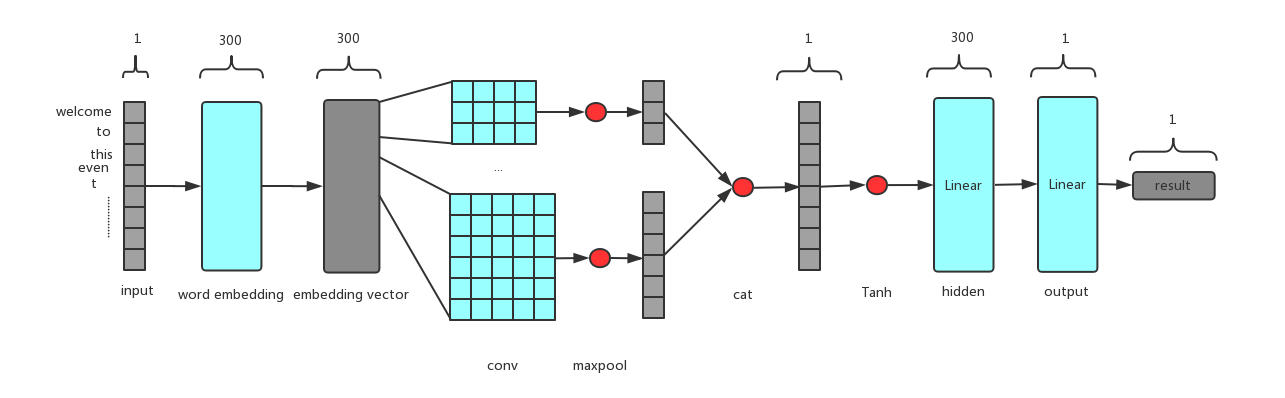 1
300
300
1
300
1
1
welcome
to
this
even
t
.........
...
Linear
Linear
result
input
word embedding
embedding vector
cat
Tanh
hidden
output
conv
maxpool